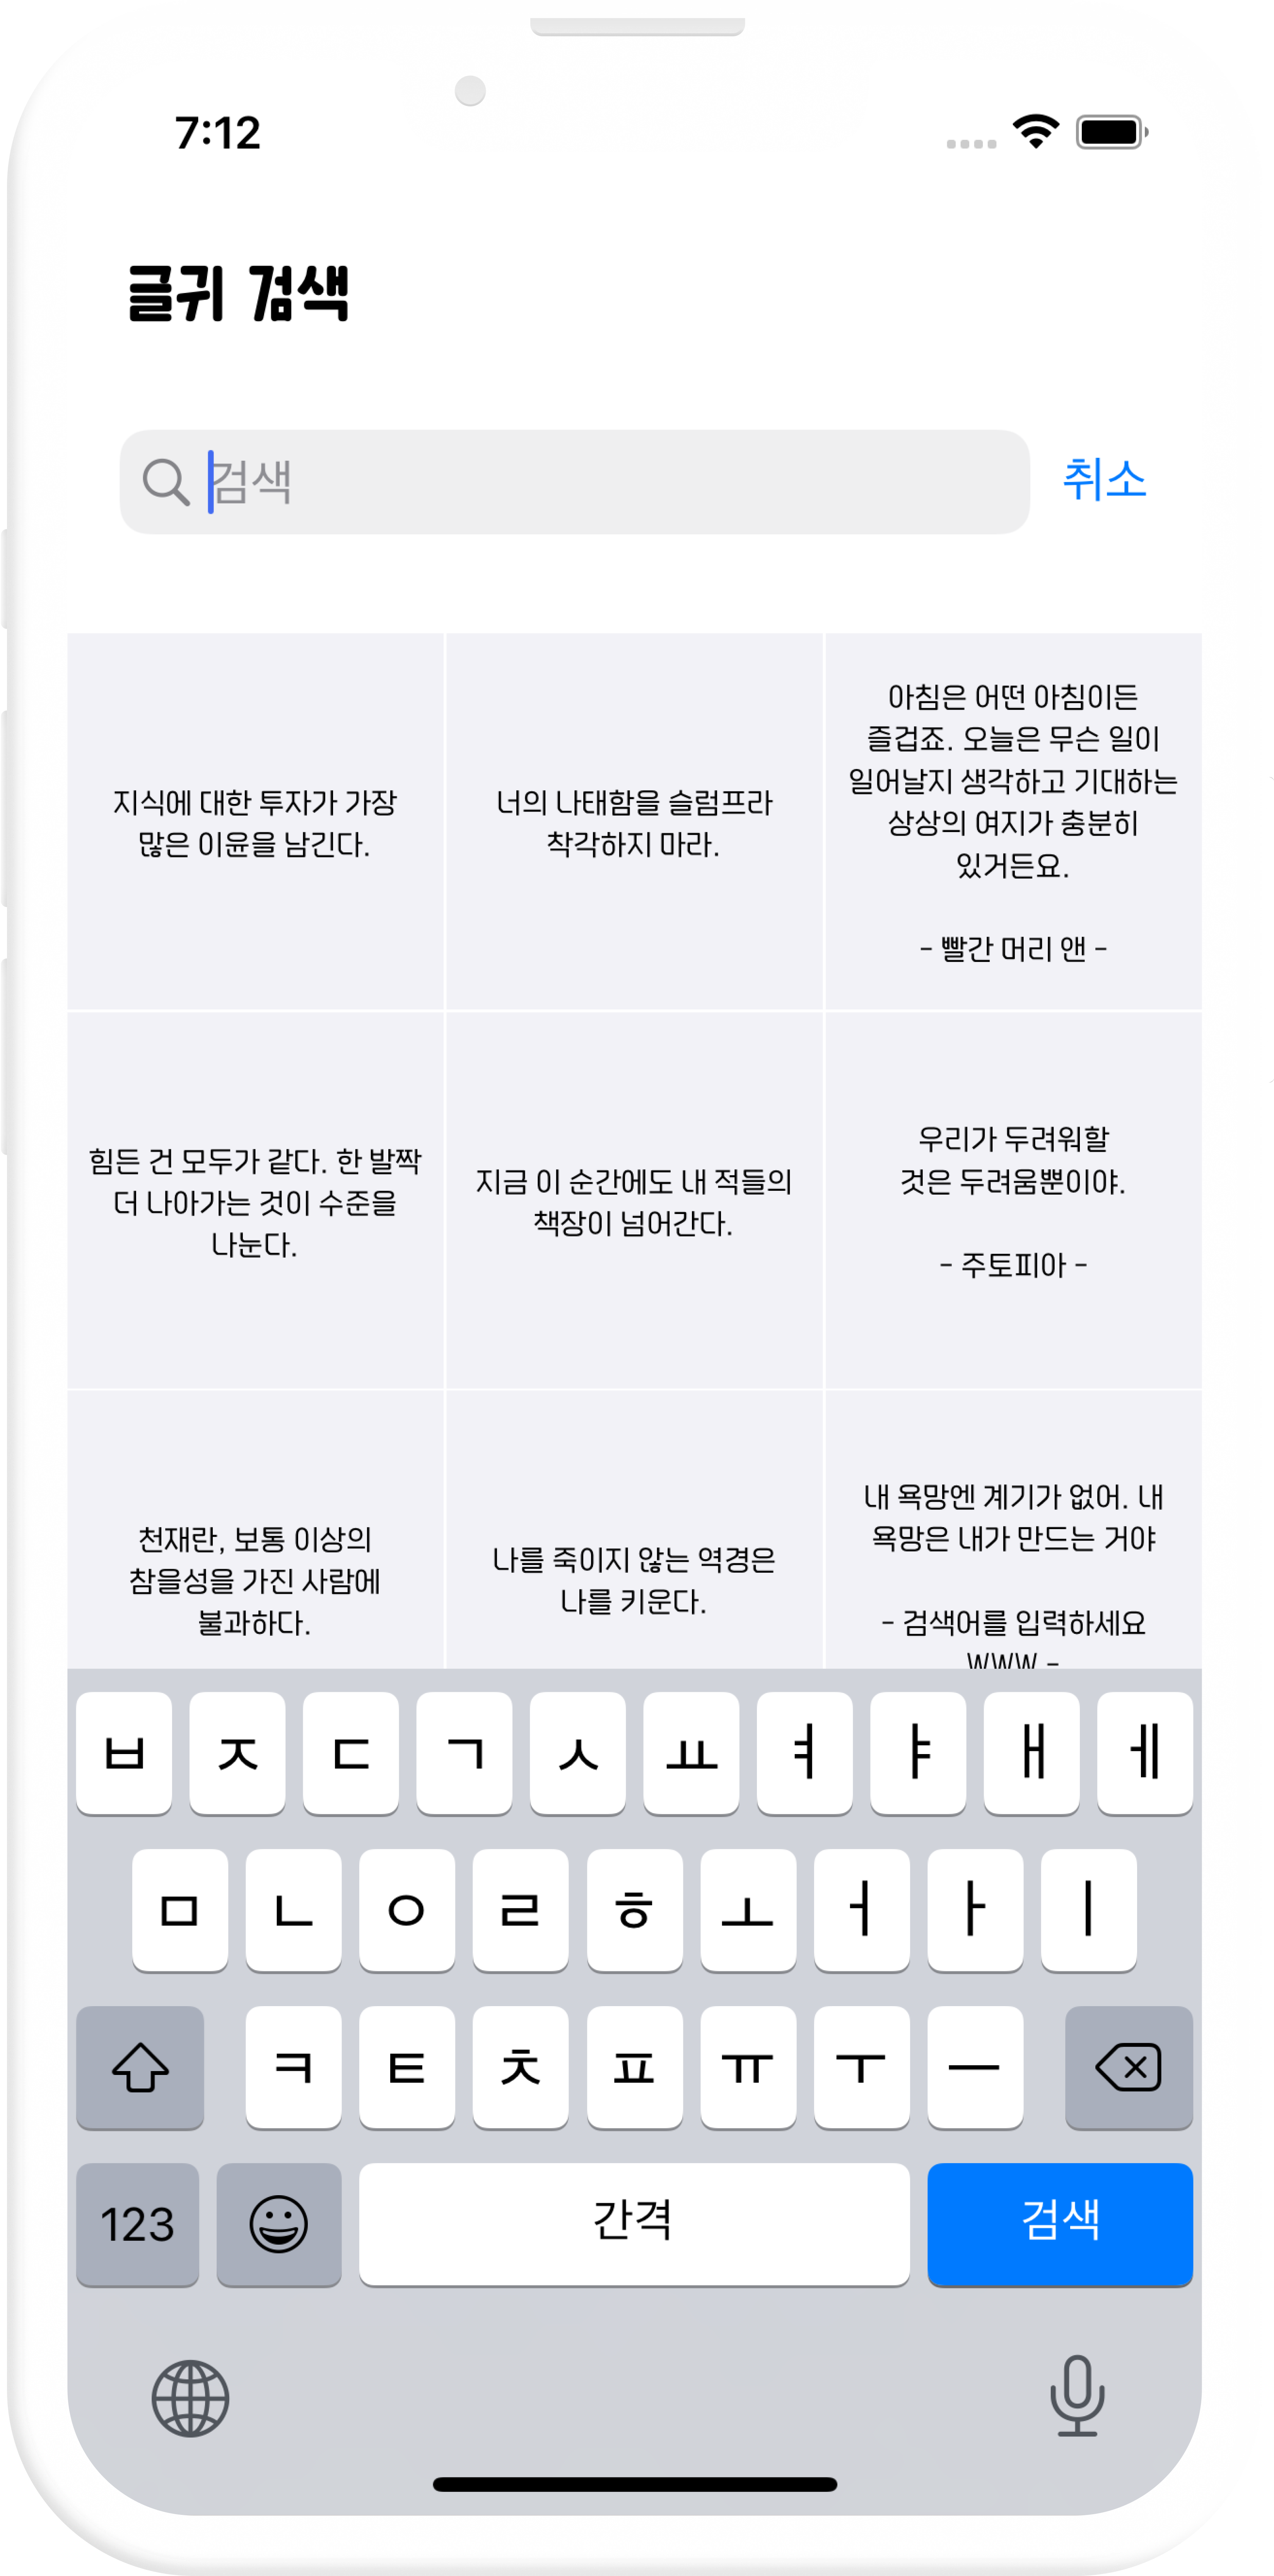 7:12
글귀 검색
검색
취소
지식에 대한 투자가 가장
많은 이윤을 남긴다.
너의 나태함을 슬럼프라
착각하지 마라.
아침은 어떤 아침이든
즐겁죠. 오늘은 무슨 일이
일어날지 생각하고 기대하는
상상의 여지가 충분히
있거든요.
- 빨간 머리 앤 -
힘든 건 모두가 같다. 한 발짝
더 나아가는 것이 수준을
나눈다.
지금 이 순간에도 내 적들의
책장이 넘어간다.
우리가 두려워할
것은 두려움뿐이야.
- 주토피아 -
천재란, 보통 이상의
참을성을 가진 사람에
불과하다.
나를 죽이지 않는 역경은
나를 키운다.
내 욕망엔 계기가 없어. 내
욕망은 내가 만드는 거야
- 검색어를 입력하세요
WWW -
ㅂ ㅈ ㄷ ㄱ ㅅ ㅛ ㅕ ㅑ ㅐ ㅔ
ㅁ ㄴ ㅇ ㄹ ㅎ ㅗ ㅓ ㅏ ㅣ
ㅋ ㅌ ㅊ ㅍ ㅠ ㅜ ㅡ
123 간격 검색